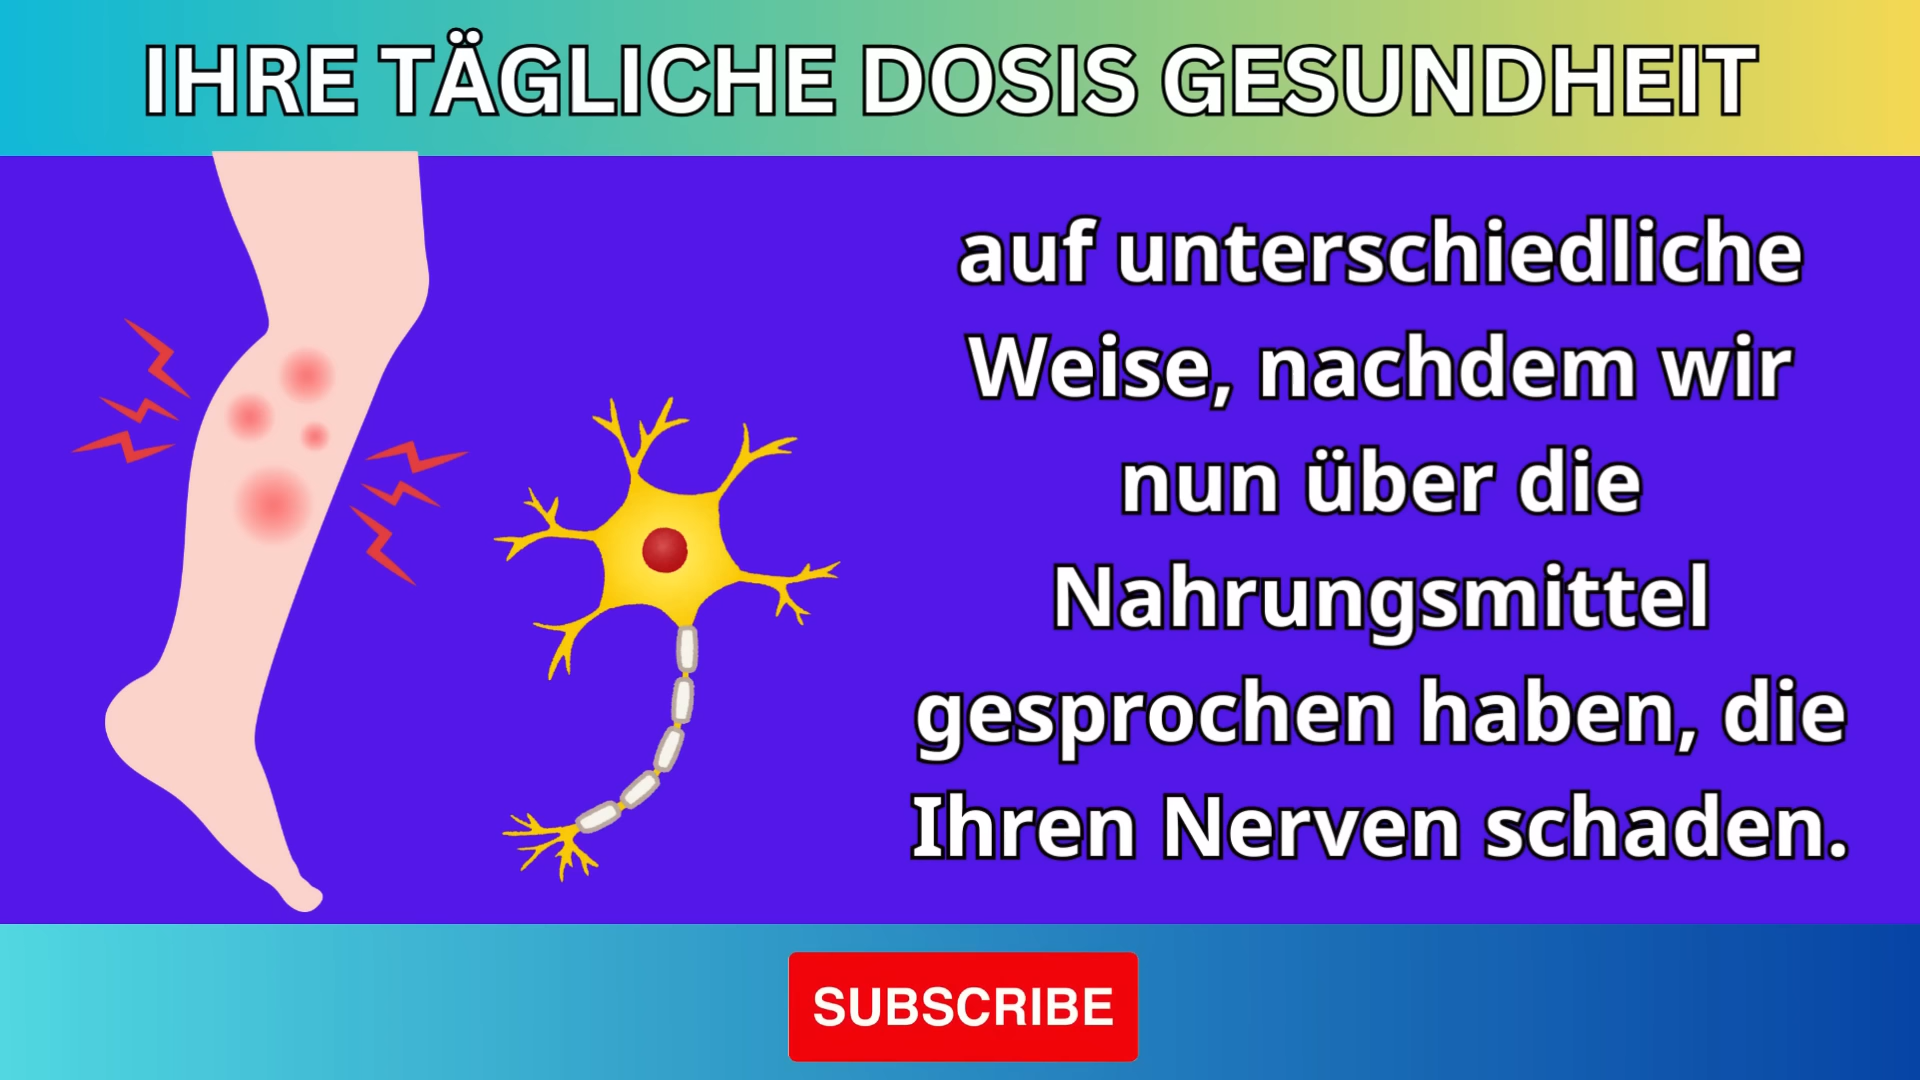 IHRE TÄGLICHE DOSIS GESUNDHEIT
auf unterschiedliche
Weise, nachdem wir
nun über die
Nahrungsmittel
gesprochen haben, die
Ihren Nerven schaden.
SUBSCRIBE